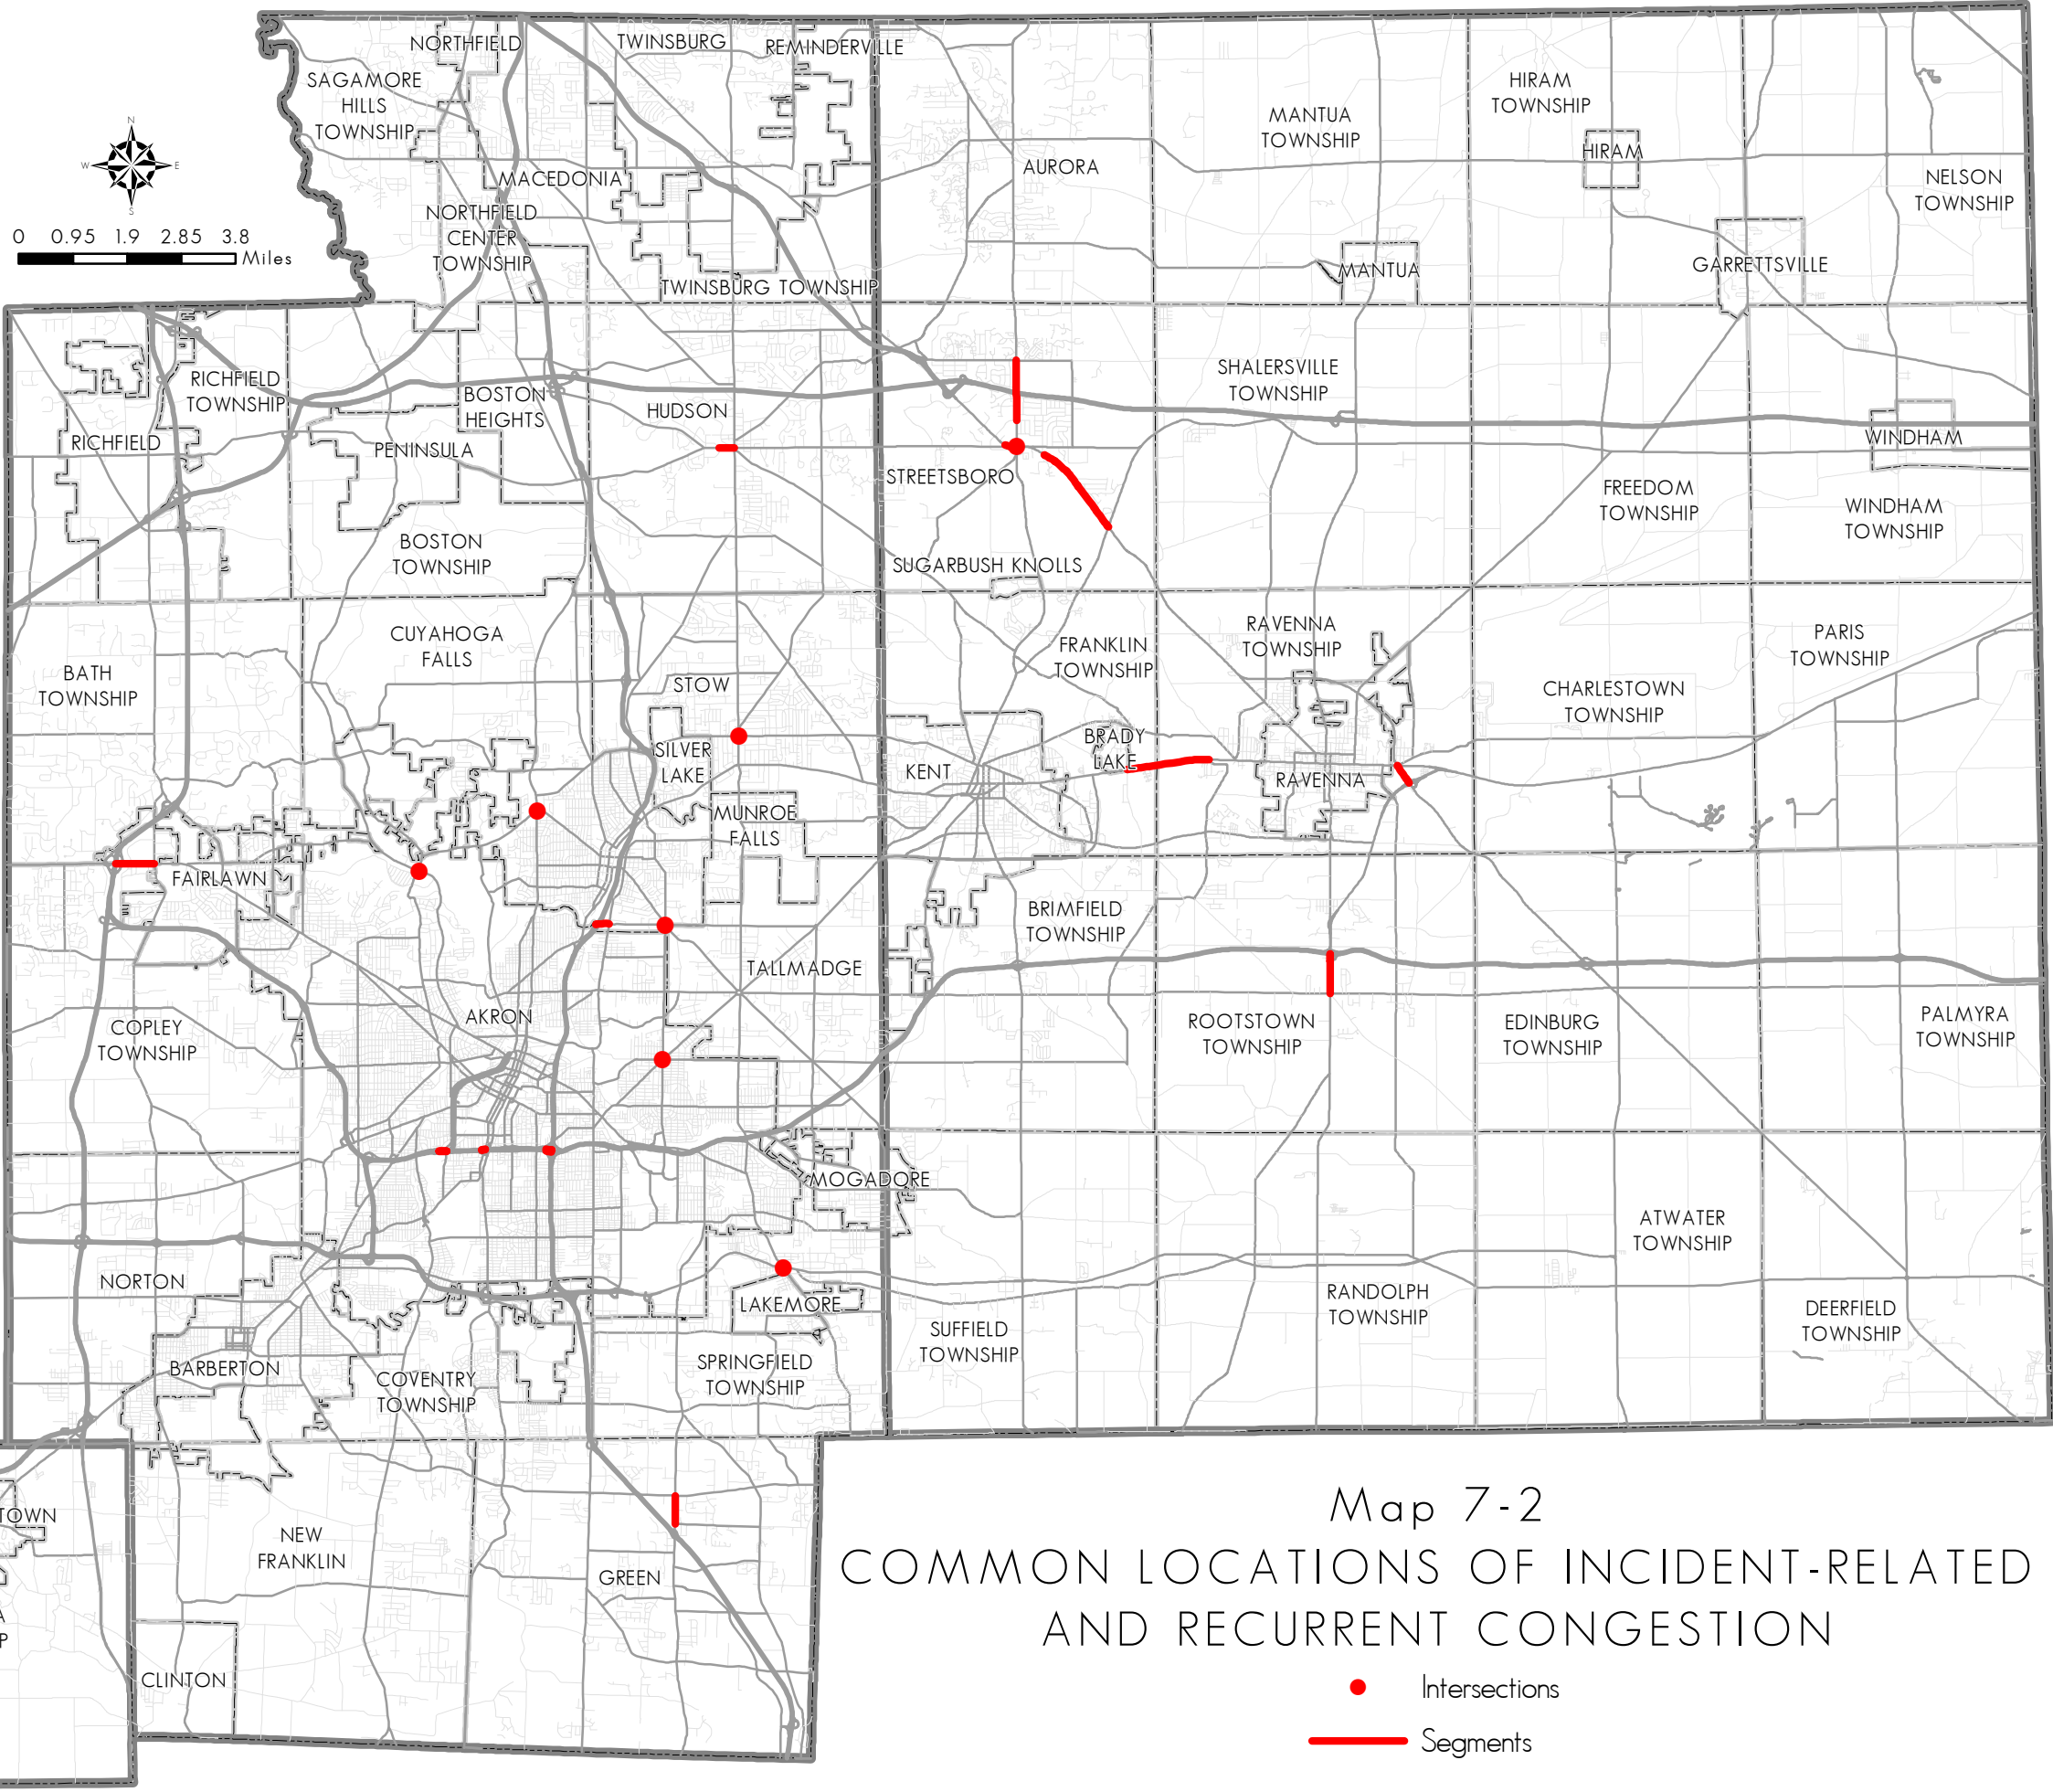 NORTHFIELD
TWINSBURG
REMINDERVILLE
SAGAMORE
HILLS
TOWNSHIP
HIRAM
TOWNSHIP
MANTUA
TOWNSHIP
N
W
E
S
AURORA
HIRAM
MACEDONIA
NELSON
TOWNSHIP
NORTHFIELD
CENTER
TOWNSHIP
0 0.95 1.9 2.85 3.8
Miles
MANTUA
GARRETTSVILLE
TWINSBURG TOWNSHIP
RICHFIELD
TOWNSHIP
SHALERSVILLE
TOWNSHIP
BOSTON
HEIGHTS
HUDSON
RICHFIELD
PENINSULA
WINDHAM
STREETSBORO
FREEDOM
TOWNSHIP
WINDHAM
TOWNSHIP
BOSTON
TOWNSHIP
SUGARBUSH KNOLLS
CUYAHOGA
FALLS
FRANKLIN
TOWNSHIP
RAVENNA
TOWNSHIP
PARIS
TOWNSHIP
BATH
TOWNSHIP
STOW
CHARLESTOWN
TOWNSHIP
SILVER
LAKE
BRADY
LAKE
KENT
RAVENNA
MUNROE
FALLS
FAIRLAWN
BRIMFIELD
TOWNSHIP
TALLMADGE
AKRON
COPLEY
TOWNSHIP
ROOTSTOWN
TOWNSHIP
EDINBURG
TOWNSHIP
PALMYRA
TOWNSHIP
MOGADORE
ATWATER
TOWNSHIP
NORTON
LAKEMORE
RANDOLPH
TOWNSHIP
DEERFIELD
TOWNSHIP
SUFFIELD
TOWNSHIP
BARBERTON
COVENTRY
TOWNSHIP
SPRINGFIELD
TOWNSHIP
TOWN
NEW
FRANKLIN
GREEN
A
P
CLINTON
Map 7-2
COMMON LOCATIONS OF INCIDENT-RELATED
AND RECURRENT CONGESTION
Intersections
Segments